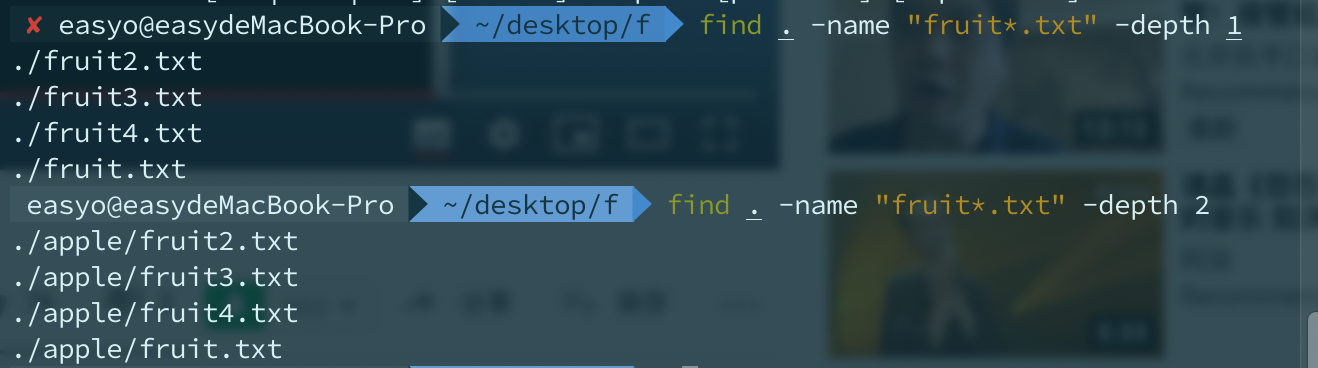 ✘ easyo@easydeMacBook-Pro ~/desktop/f find . -name "fruit*.txt" -depth 1
./fruit2.txt
./fruit3.txt
./fruit4.txt
./fruit.txt
easyo@easydeMacBook-Pro ~/desktop/f find . -name "fruit*.txt" -depth 2
./apple/fruit2.txt
./apple/fruit3.txt
./apple/fruit4.txt
./apple/fruit.txt